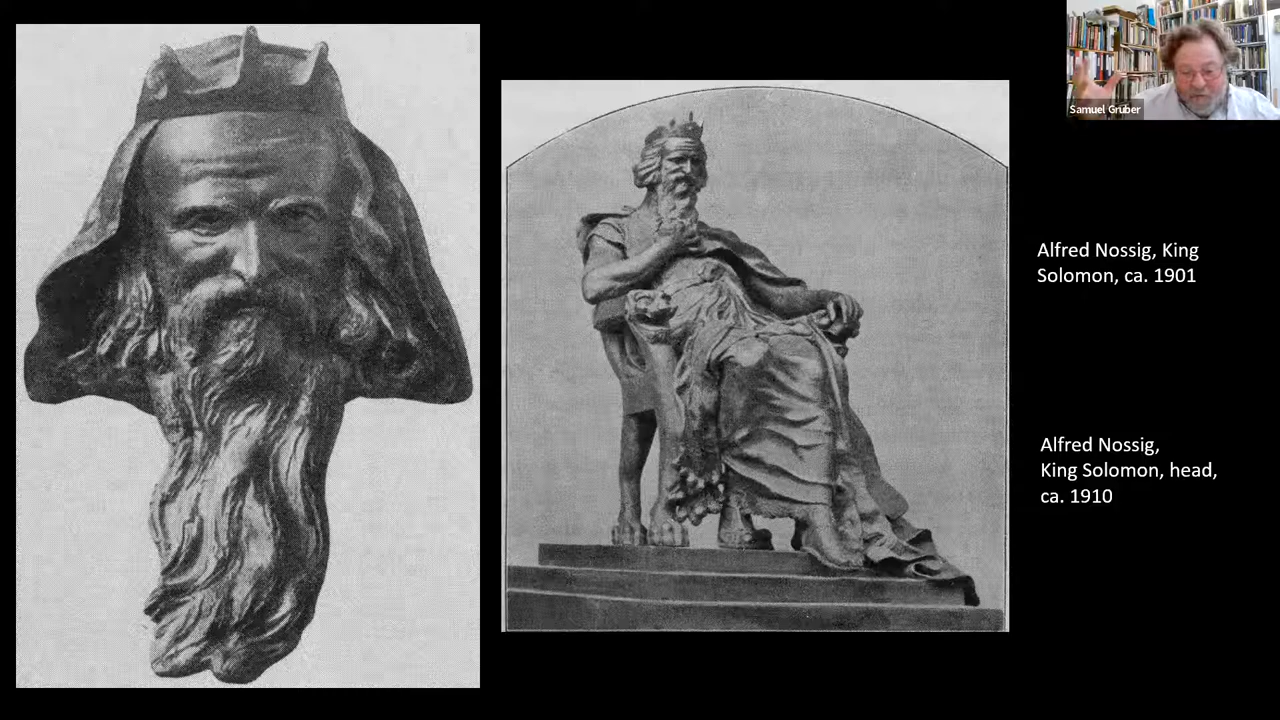 Samuel Gruber
Alfred Nossig, King
Solomon, ca. 1901
Alfred Nossig,
King Solomon, head,
ca. 1910